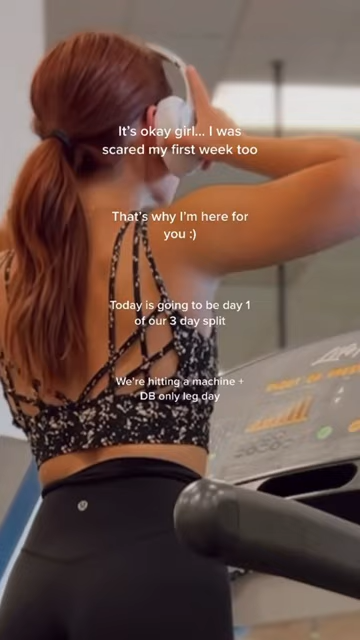 It's okay girl... I was
scared my first week too
That's why I'm here for
you :)
Today is going to be day 1
of our 3 day split
We're hitting a machine +
DB only leg day